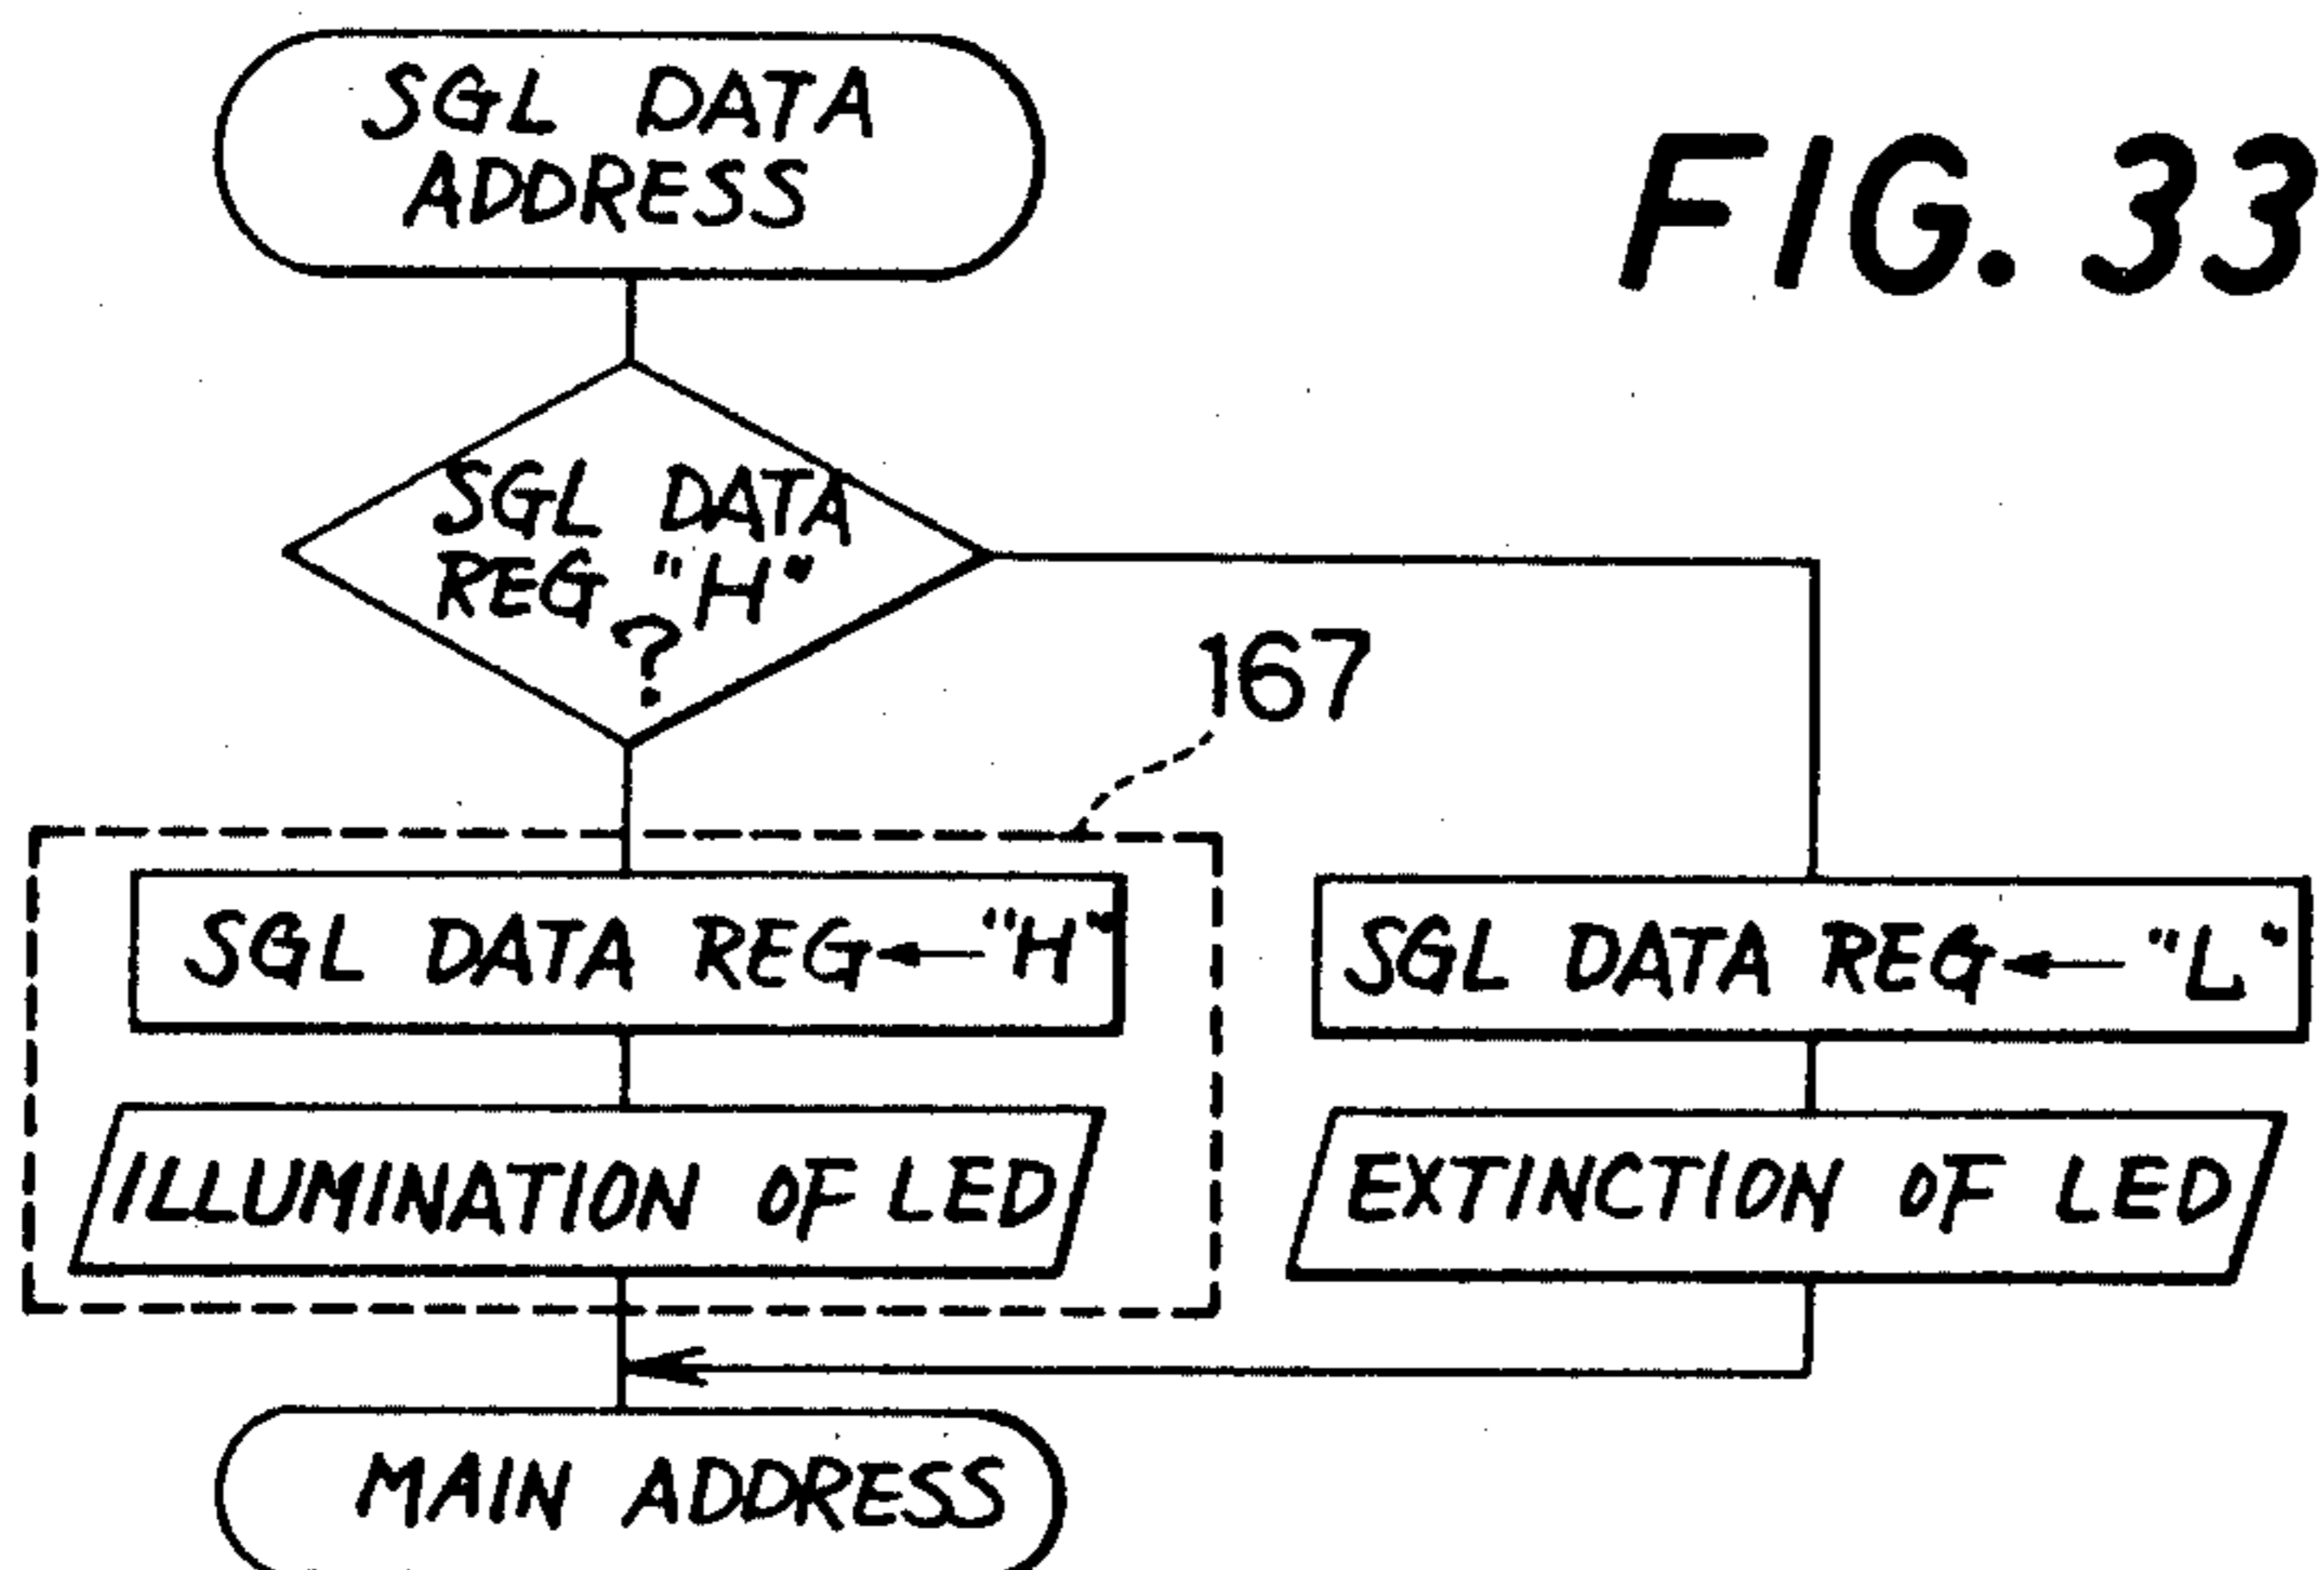 SGL DATA
ADDRESS
FIG. 33
SGL DATA
REG "H"
?
167
SGL DATA REG ← "H"
SGL DATA REG ← "L"
ILLUMINATION OF LED
EXTINCTION OF LED
MAIN ADDRESS